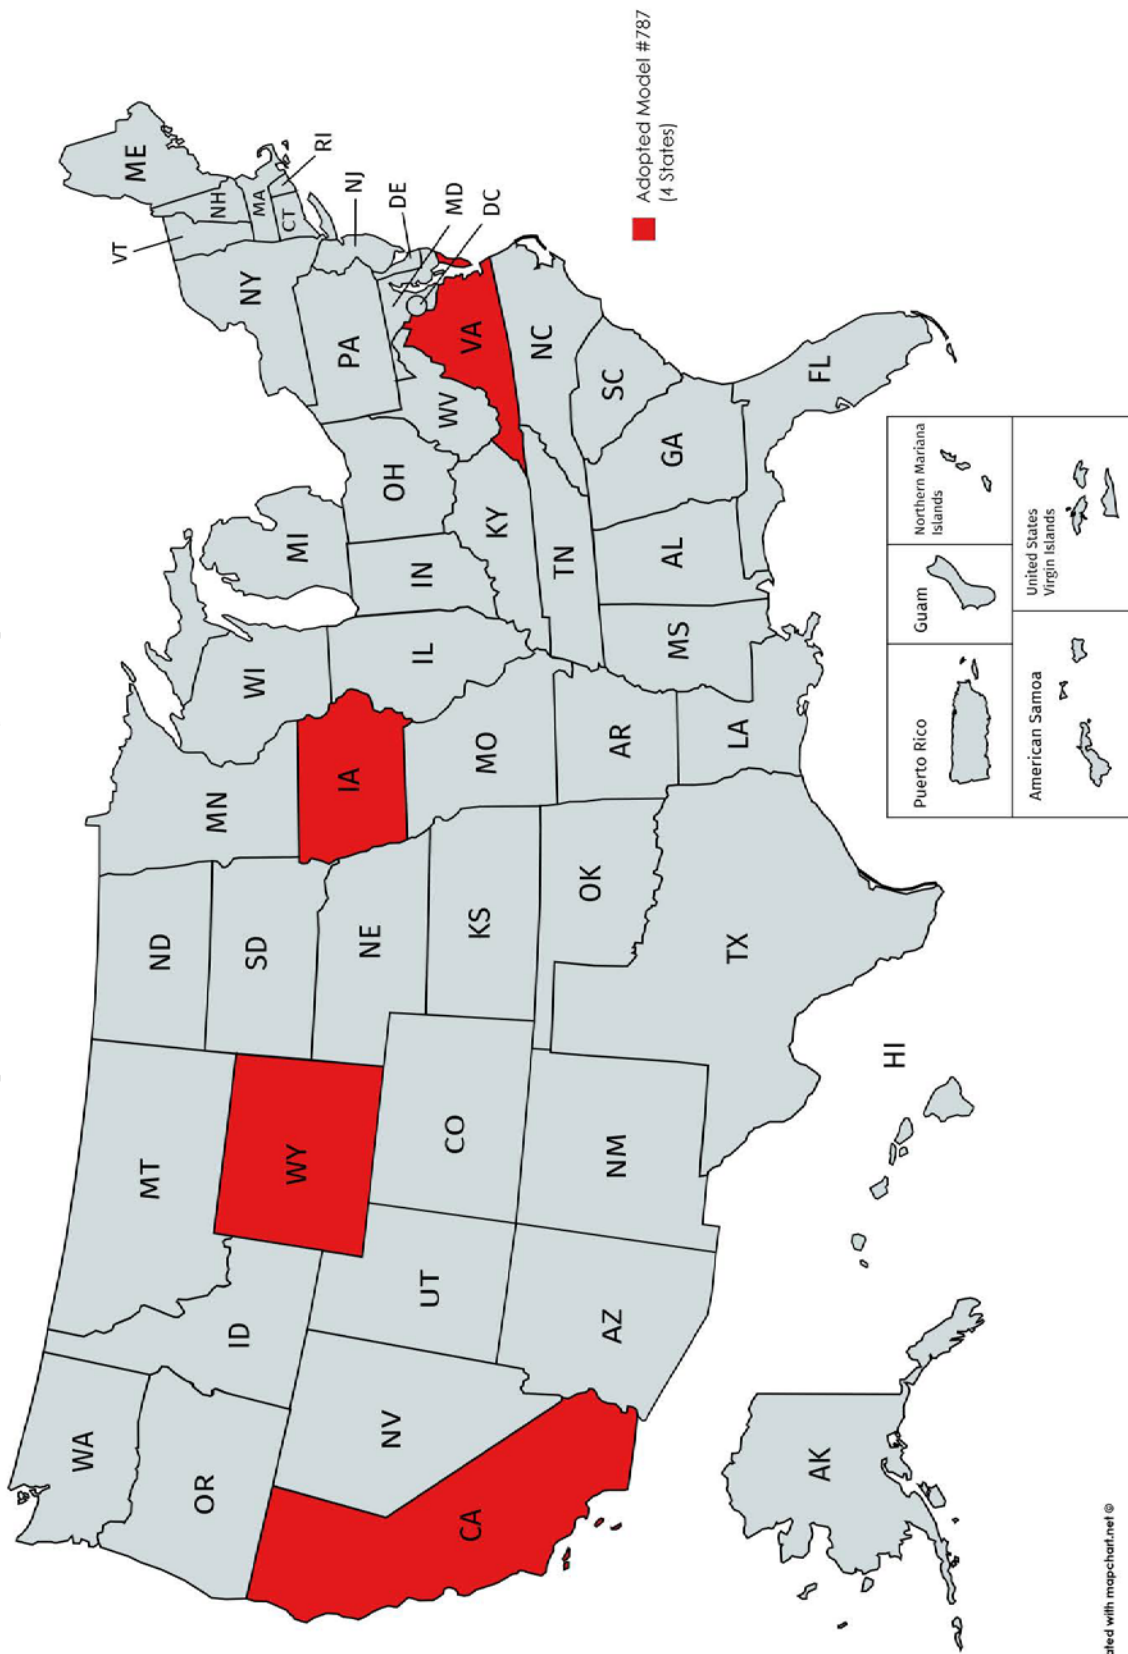 WA
OR
CA
NV
ID
MT
WY
UT
AZ
CO
NM
ND
SD
NE
KS
OK
TX
MN
IA
MO
AR
LA
WI
IL
MS
MI
IN
KY
TN
AL
OH
GA
FL
SC
NC
VA
WV
PA
NY
VT
NH
ME
MA
CT
RI
NJ
DE
MD
DC
AK
HI
Adopted Model #787
(4 States)
Puerto Rico
Guam
Northern Mariana
Islands
American Samoa
United States
Virgin Islands
ated with mapchart.net ©